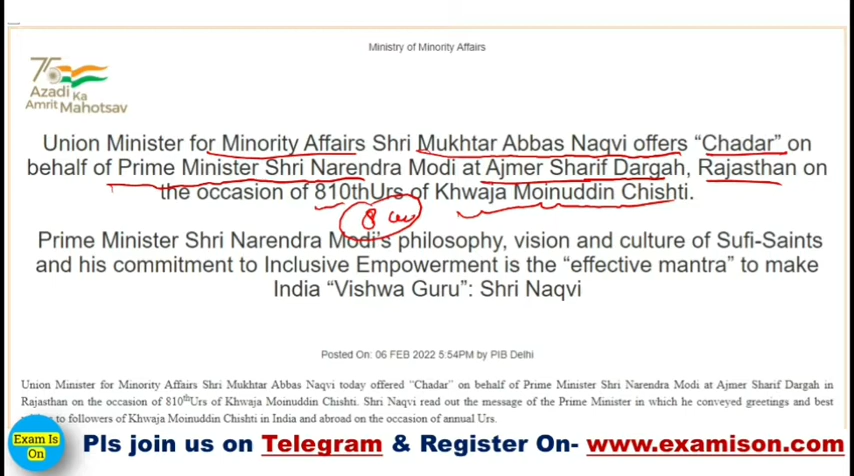 Ministry of Minority Affairs
75
Azadi Ka
Amrit Mahotsav
Union Minister for Minority Affairs Shri Mukhtar Abbas Naqvi offers “Chadar” on
behalf of Prime Minister Shri Narendra Modi at Ajmer Sharif Dargah, Rajasthan on
the occasion of 810thUrs of Khwaja Moinuddin Chishti.
Prime Minister Shri Narendra Modi’s philosophy, vision and culture of Sufi-Saints
and his commitment to Inclusive Empowerment is the “effective mantra” to make
India “Vishwa Guru”: Shri Naqvi
Posted On: 06 FEB 2022 5:54PM by PIB Delhi
Union Minister for Minority Affairs Shri Mukhtar Abbas Naqvi today offered “Chadar” on behalf of Prime Minister Shri Narendra Modi at Ajmer Sharif Dargah in
Rajasthan on the occasion of 810thUrs of Khwaja Moinuddin Chishti. Shri Naqvi read out the message of the Prime Minister in which he conveyed greetings and best
to followers of Khwaja Moinuddin Chishti in India and abroad on the occasion of annual Urs.
Exam Is
On
Pls join us on Telegram & Register On- www.examison.com